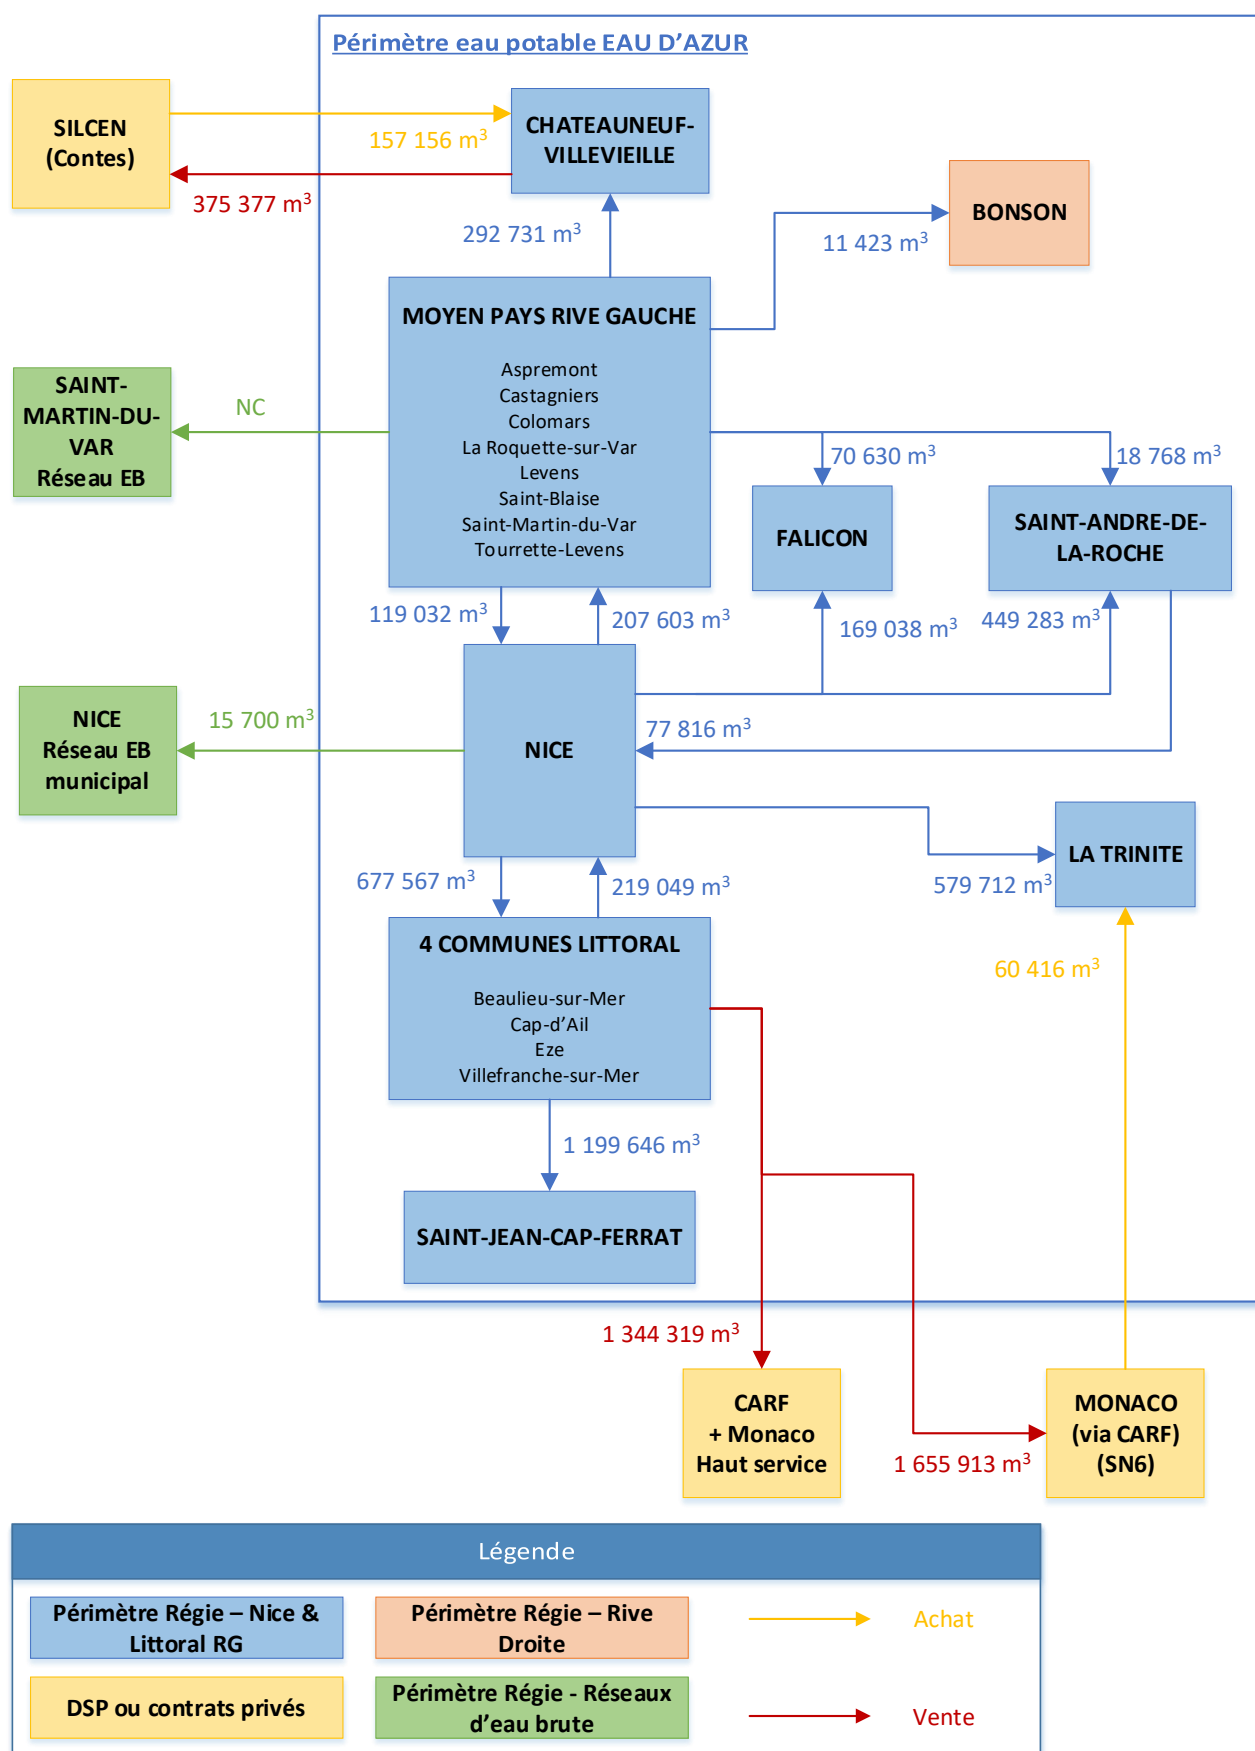 Périmètre eau potable EAU D’AZUR
SILCEN
(Contes)
157 156 m³
375 377 m³
CHATEAUNEUF-
VILLEVIEILLE
292 731 m³
BONSON
11 423 m³
MOYEN PAYS RIVE GAUCHE
Aspremont
Castagniers
Colomars
La Roquette-sur-Var
Levens
Saint-Blaise
Saint-Martin-du-Var
Tourrette-Levens
SAINT-
MARTIN-DU-
VAR
Réseau EB
NC
70 630 m³
18 768 m³
FALICON
SAINT-ANDRE-DE-
LA-ROCHE
119 032 m³
207 603 m³
169 038 m³
449 283 m³
NICE
Réseau EB
municipal
15 700 m³
NICE
77 816 m³
LA TRINITE
579 712 m³
677 567 m³
219 049 m³
4 COMMUNES LITTORAL
Beaulieu-sur-Mer
Cap-d’Ail
Eze
Villefranche-sur-Mer
60 416 m³
1 199 646 m³
SAINT-JEAN-CAP-FERRAT
1 344 319 m³
CARF
+ Monaco
Haut service
1 655 913 m³
MONACO
(via CARF)
(SN6)
Légende
Périmètre Régie – Nice &
Littoral RG
Périmètre Régie – Rive
Droite
Achat
DSP ou contrats privés
Périmètre Régie - Réseaux
d’eau brute
Vente